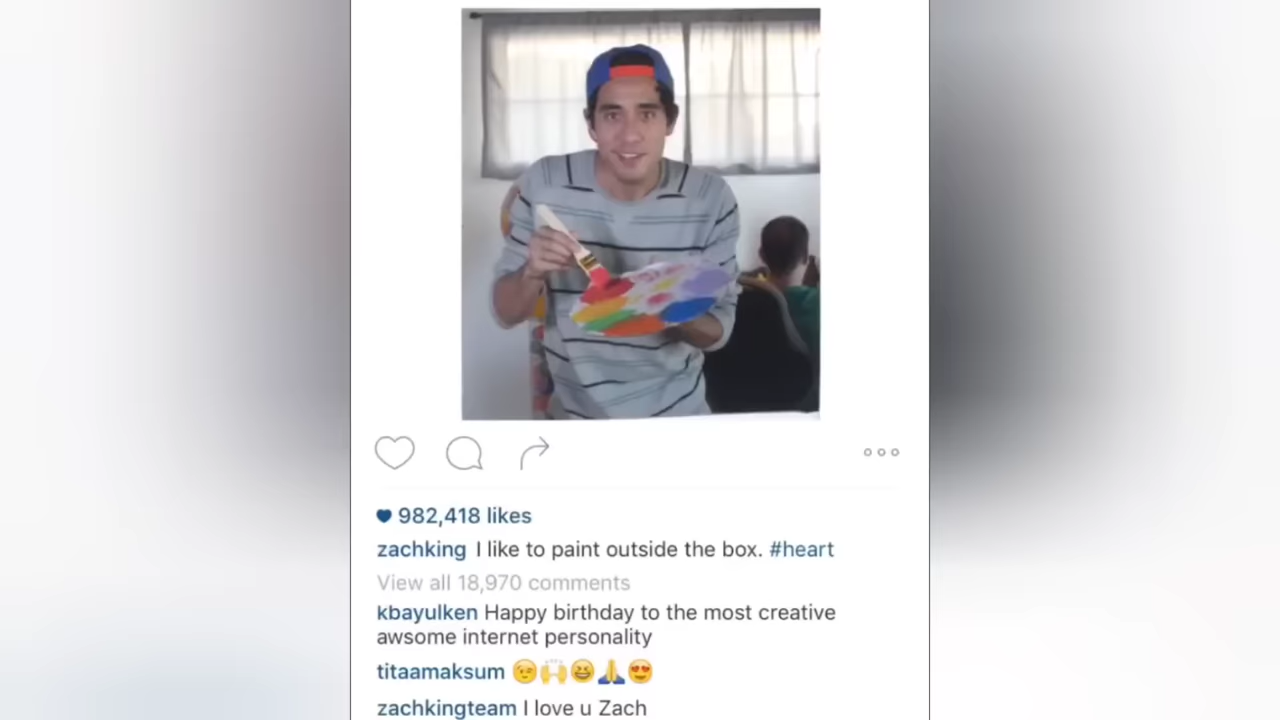 982,418 likes
zachking I like to paint outside the box. #heart
View all 18,970 comments
kbayulken Happy birthday to the most creative
awsome internet personality
titaamaksum 😉🙌😆🙏😍
zachkingteam I love u Zach